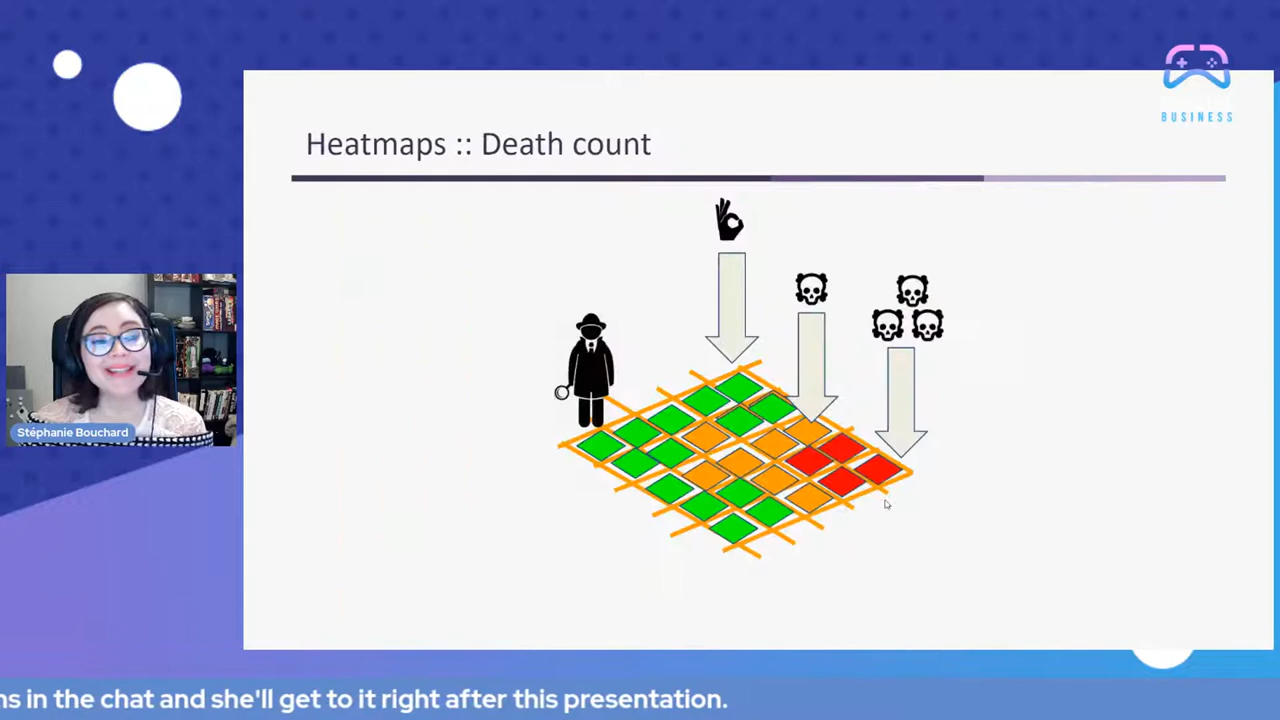 BUSINESS
Heatmaps :: Death count
Stéphanie Bouchard
ns in the chat and she'll get to it right after this presentation.